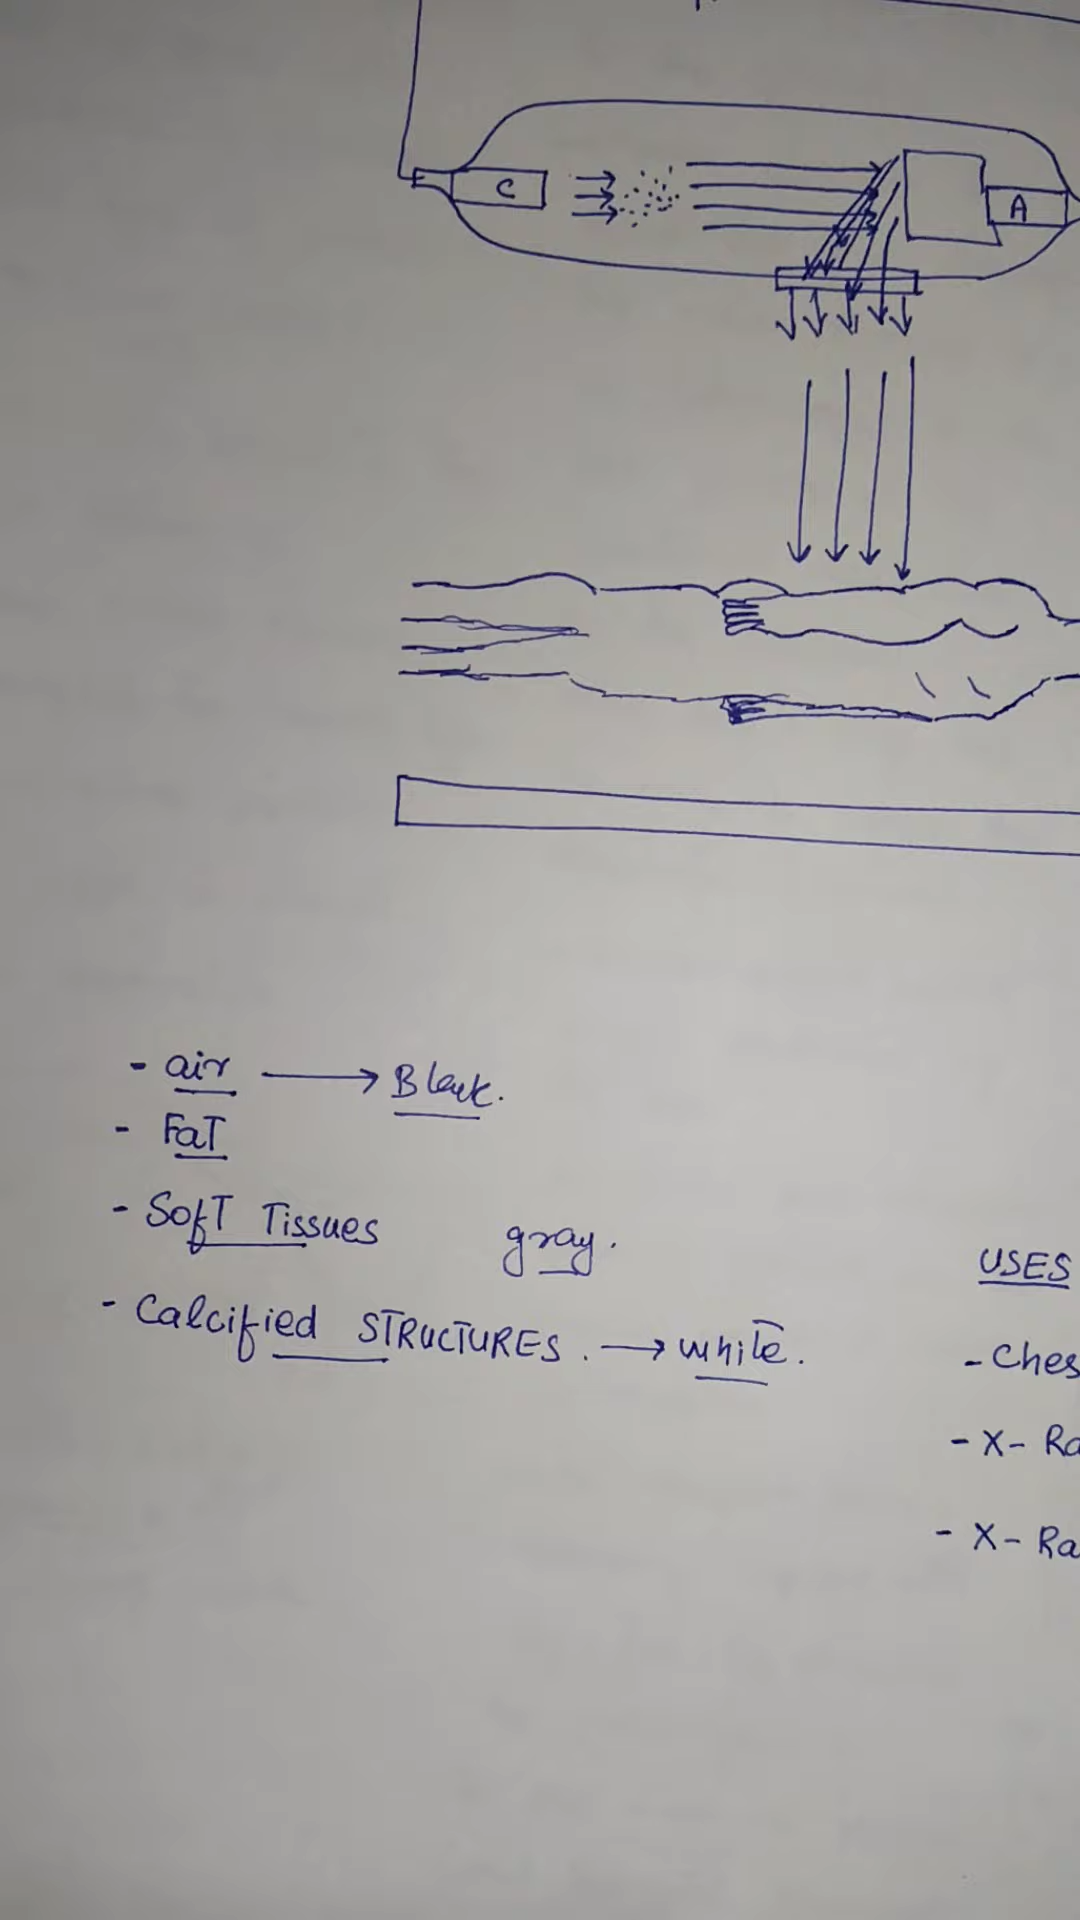 C
A
- air → Black.
- FaT
- SofT Tissues gray.
- Calcified STRUCTURES. → white.
USES
- Ches
- X- Ra
- X- Ra